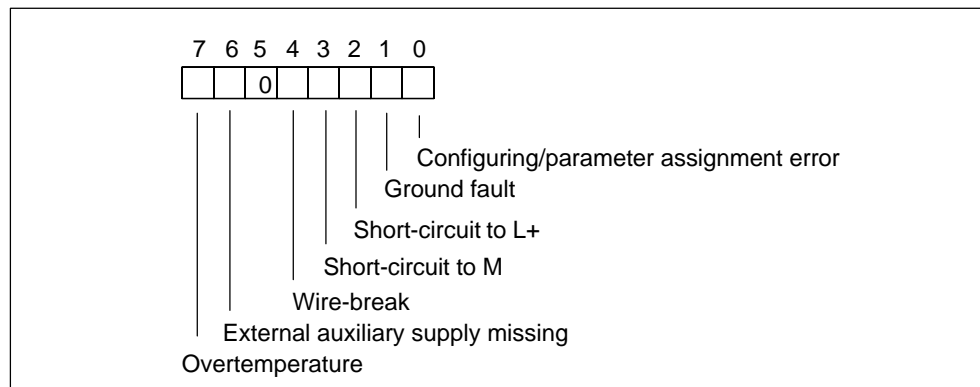 7 6 5 4 3 2 1 0
0
Configuring/parameter assignment error
Ground fault
Short-circuit to L+
Short-circuit to M
Wire-break
External auxiliary supply missing
Overtemperature